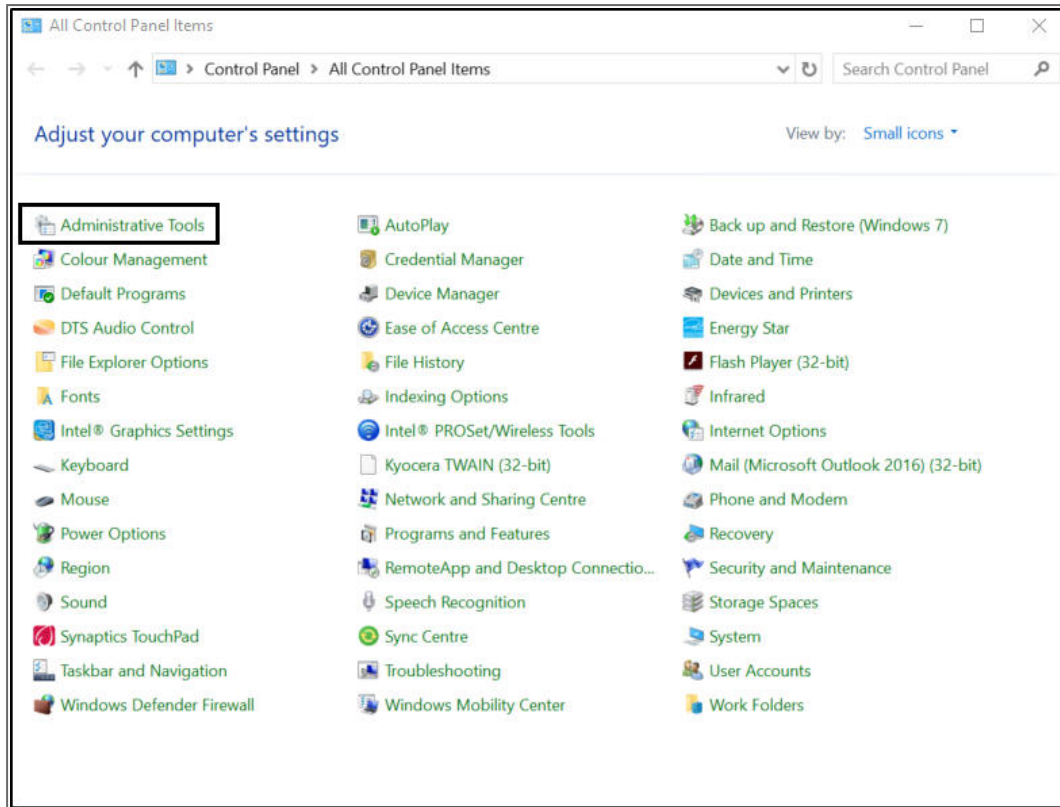 All Control Panel Items
Control Panel > All Control Panel Items Search Control Panel
Adjust your computer's settings View by: Small icons
Administrative Tools AutoPlay Back up and Restore (Windows 7)
Colour Management Credential Manager Date and Time
Default Programs Device Manager Devices and Printers
DTS Audio Control Ease of Access Centre Energy Star
File Explorer Options File History Flash Player (32-bit)
Fonts Indexing Options Infrared
Intel® Graphics Settings Intel® PROSet/Wireless Tools Internet Options
Keyboard Kyocera TWAIN (32-bit) Mail (Microsoft Outlook 2016) (32-bit)
Mouse Network and Sharing Centre Phone and Modem
Power Options Programs and Features Recovery
Region RemoteApp and Desktop Connectio... Security and Maintenance
Sound Speech Recognition Storage Spaces
Synaptics TouchPad Sync Centre System
Taskbar and Navigation Troubleshooting User Accounts
Windows Defender Firewall Windows Mobility Center Work Folders